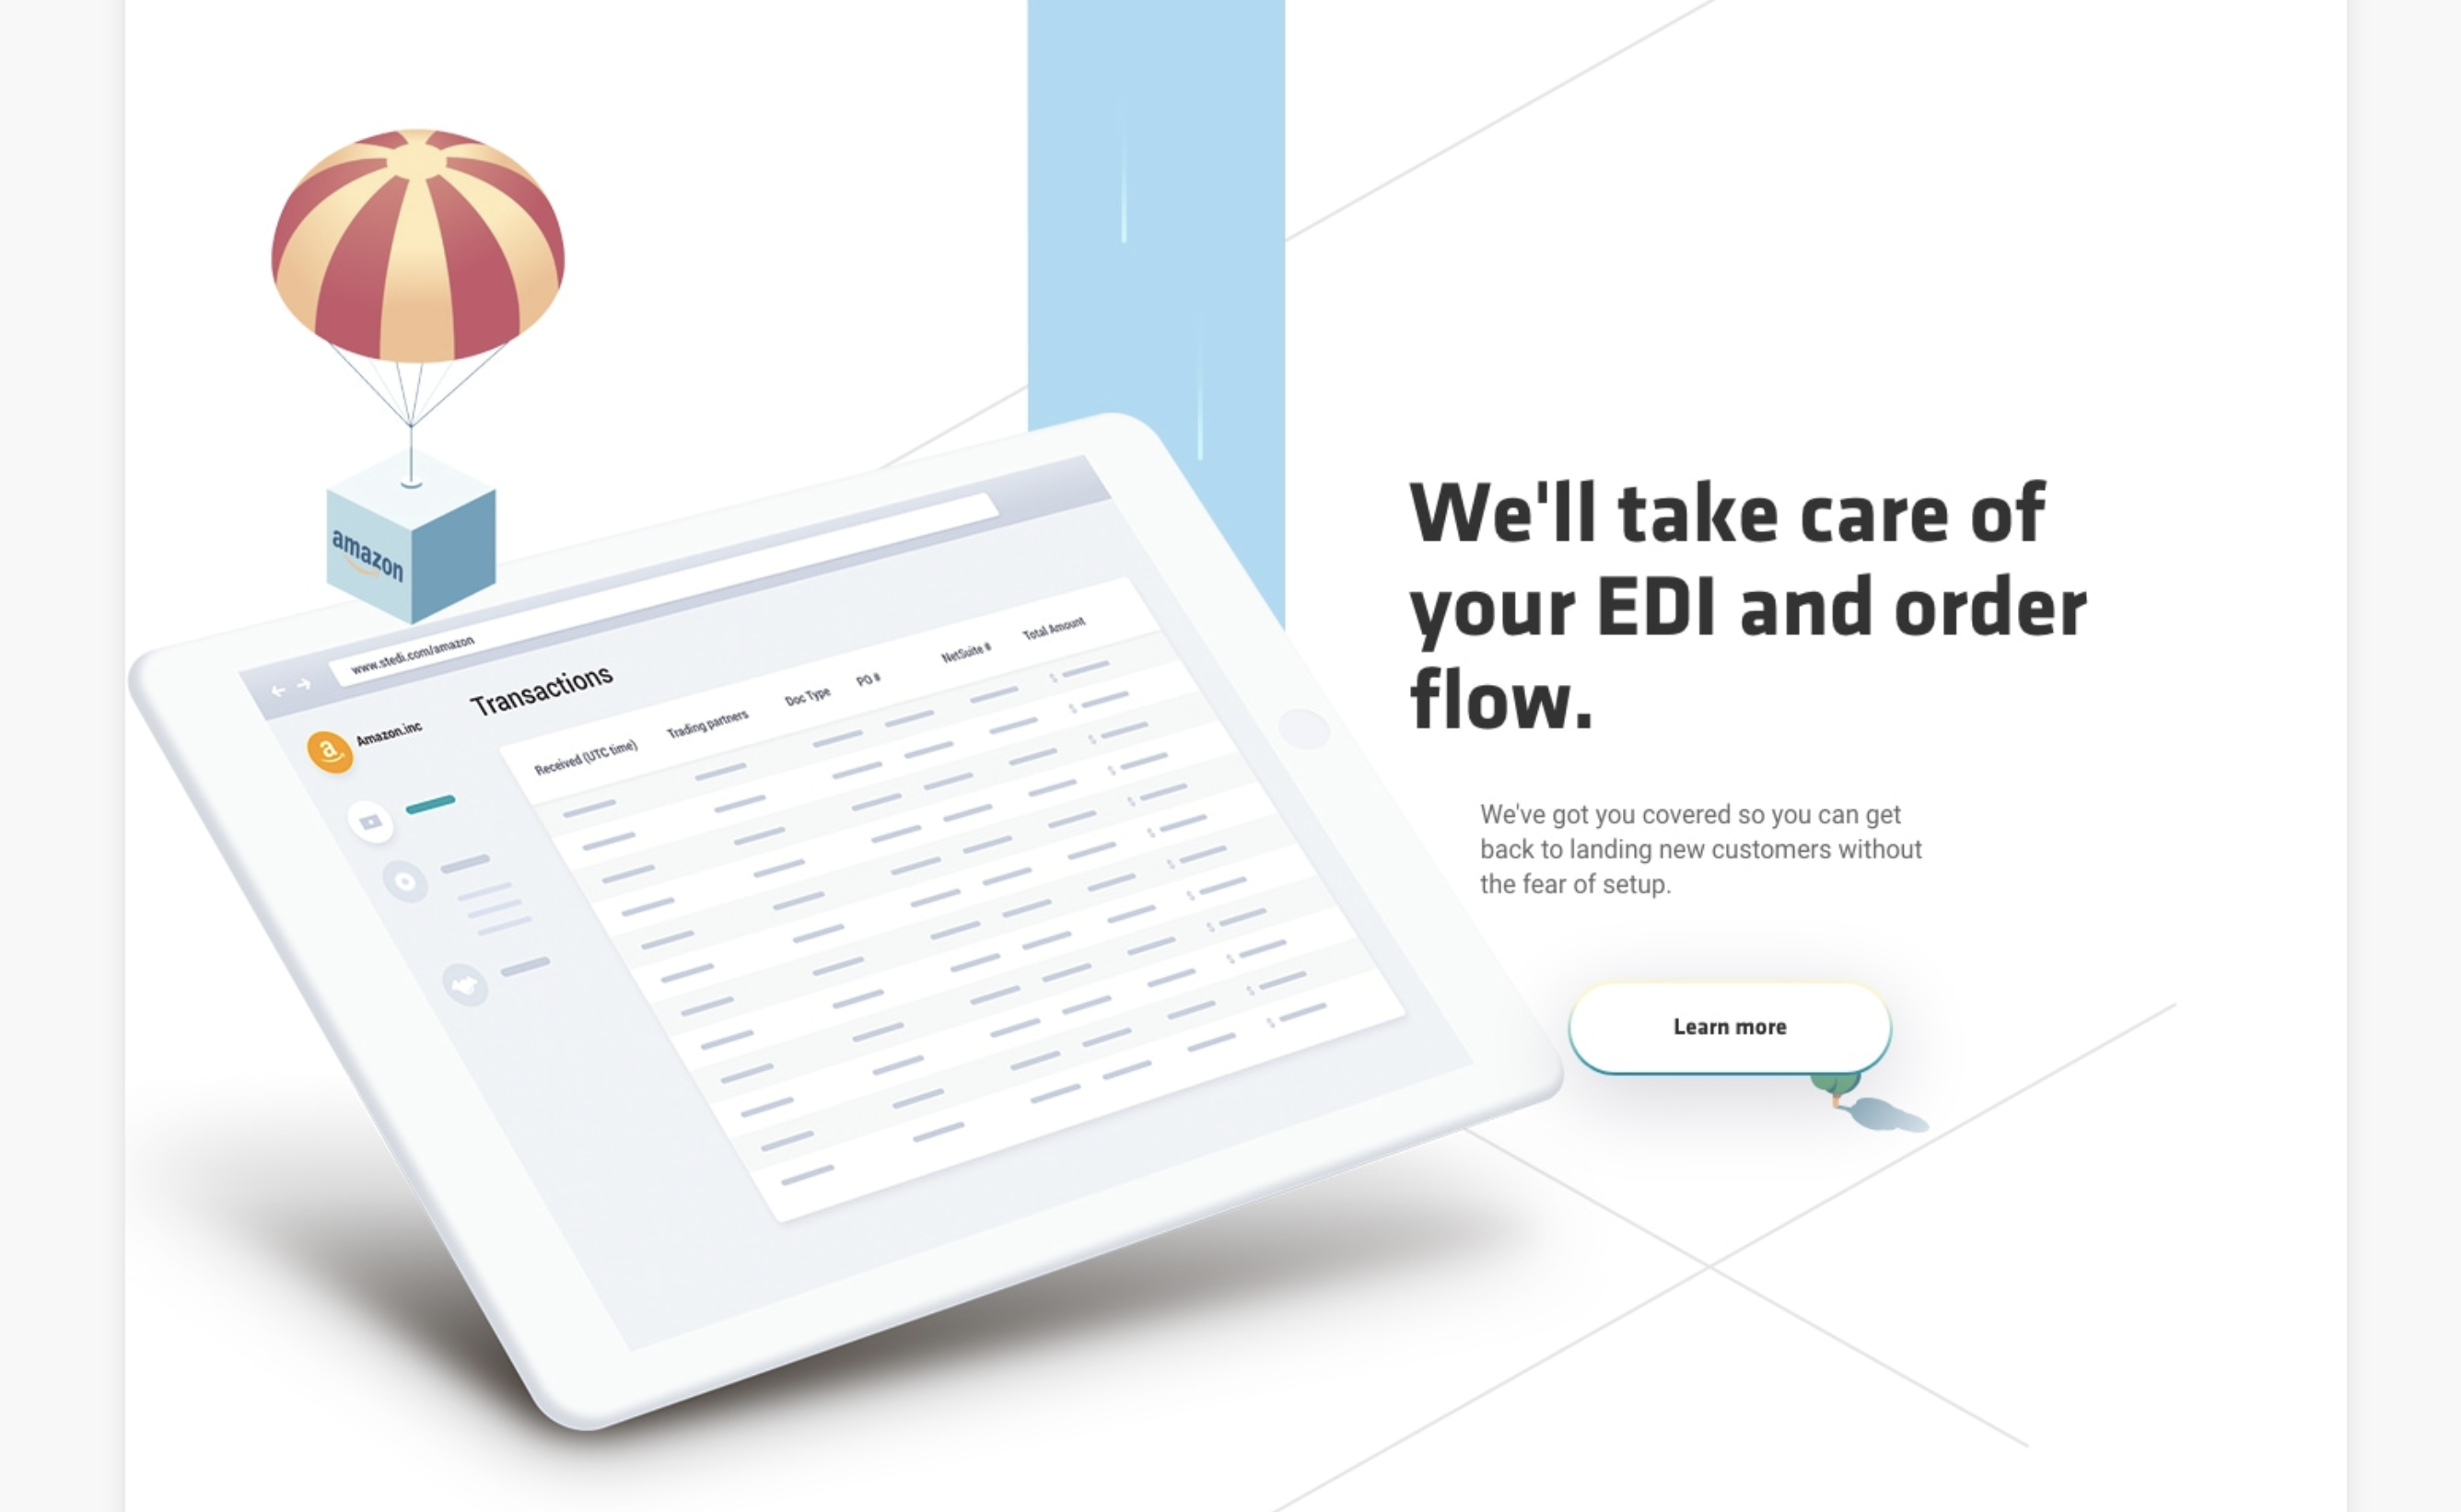 amazon
www.stedi.com/amazon
Amazon.inc
Transactions
Received (UTC time) Trading partners Doc Type PO # NetSuite # Total Amount
We'll take care of
your EDI and order
flow.
We've got you covered so you can get
back to landing new customers without
the fear of setup.
Learn more